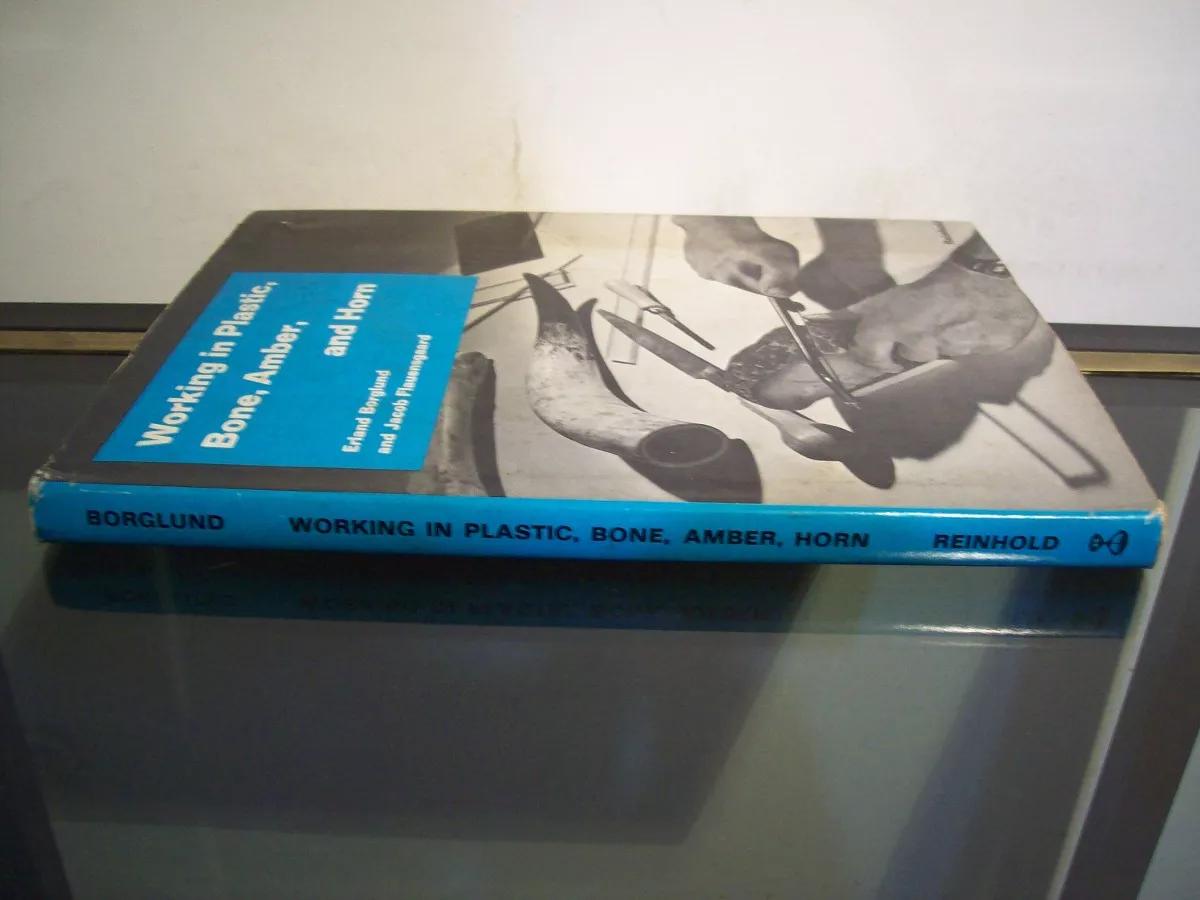 Working in Plastic,
Bone, Amber,
and Horn
Erland Borglund
and Jacob Flauensgaard
BORGLUND WORKING IN PLASTIC, BONE, AMBER, HORN REINHOLD